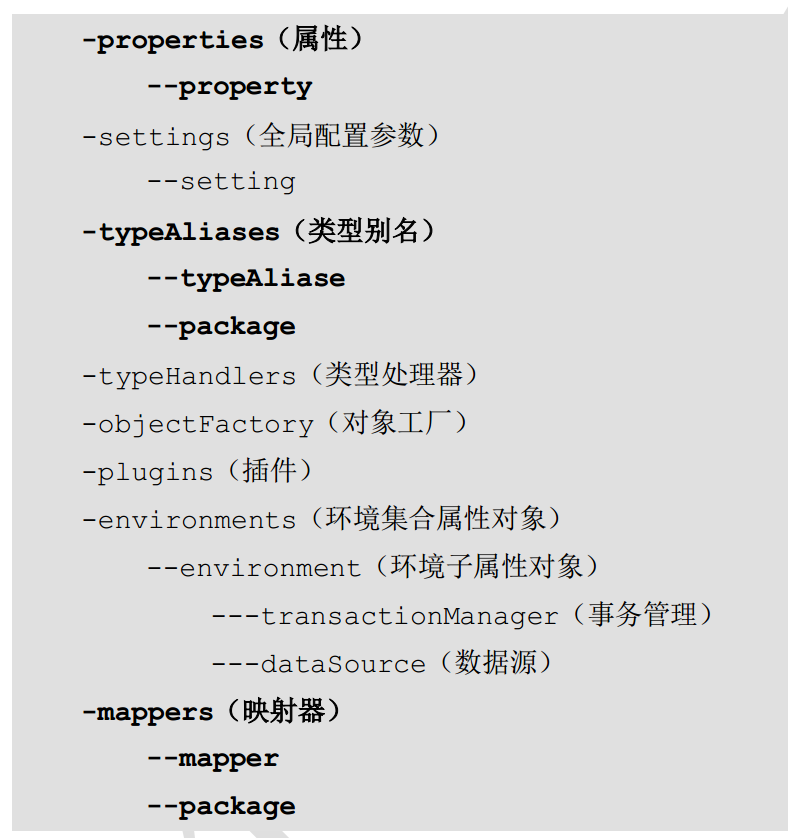 -properties（属性）
--property
-settings（全局配置参数）
--setting
-typeAliases（类型别名）
--typeAliase
--package
-typeHandlers（类型处理器）
-objectFactory（对象工厂）
-plugins（插件）
-environments（环境集合属性对象）
--environment（环境子属性对象）
---transactionManager（事务管理）
---dataSource（数据源）
-mappers（映射器）
--mapper
--package